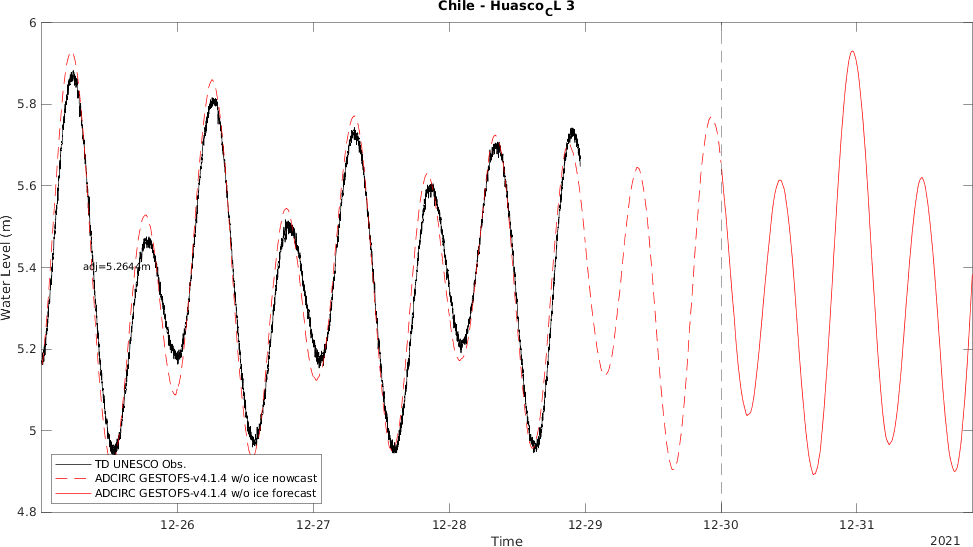 Chile - Huasco_CL 3
6
5.8
5.6
5.4
5.2
5
4.8
Water Level (m)
adj=5.2644m
TD UNESCO Obs.
ADCIRC GESTOFS-v4.1.4 w/o ice nowcast
ADCIRC GESTOFS-v4.1.4 w/o ice forecast
12-26
12-27
12-28
12-29
12-30
12-31
Time
2021